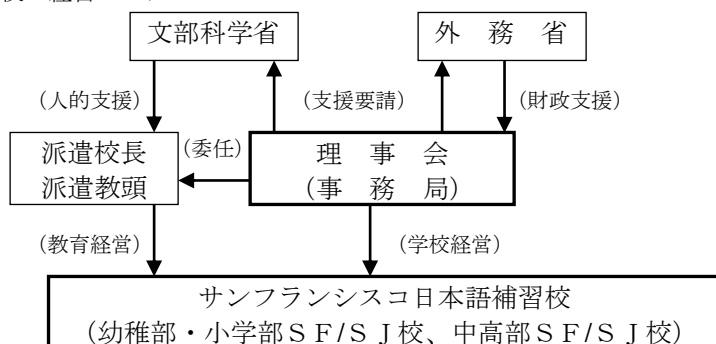 文部科学省
外　務　省
（人的支援）
（支援要請）
（財政支援）
派遣校長
派遣教頭
（委任）
理　事　会
（事　務　局）
（教育経営）
（学校経営）
サンフランシスコ日本語補習校
（幼稚部・小学部ＳＦ/ＳＪ校、中高部ＳＦ/ＳＪ校）